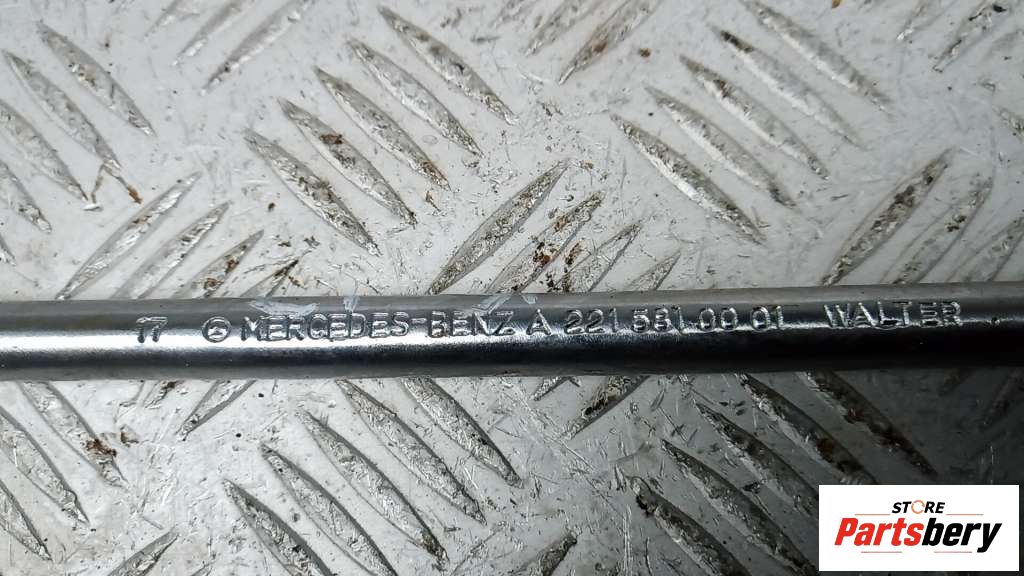 17 MERCEDES-BENZ A 221 581 00 01 WALTER
STORE
Partsbery